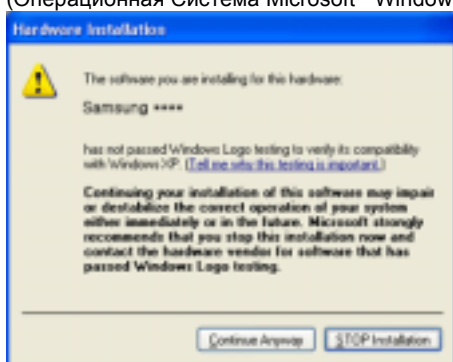 (Операционная Система Microsoft Window
Hardware Installation
The software you are installing for this hardware:
Samsung ****
has not passed Windows Logo testing to verify its compatibility
with Windows XP. (Tell me why this testing is important.)
Continuing your installation of this software may impair
or destabilize the correct operation of your system
either immediately or in the future. Microsoft strongly
recommends that you stop this installation now and
contact the hardware vendor for software that has
passed Windows Logo testing.
Continue Anyway STOP Installation